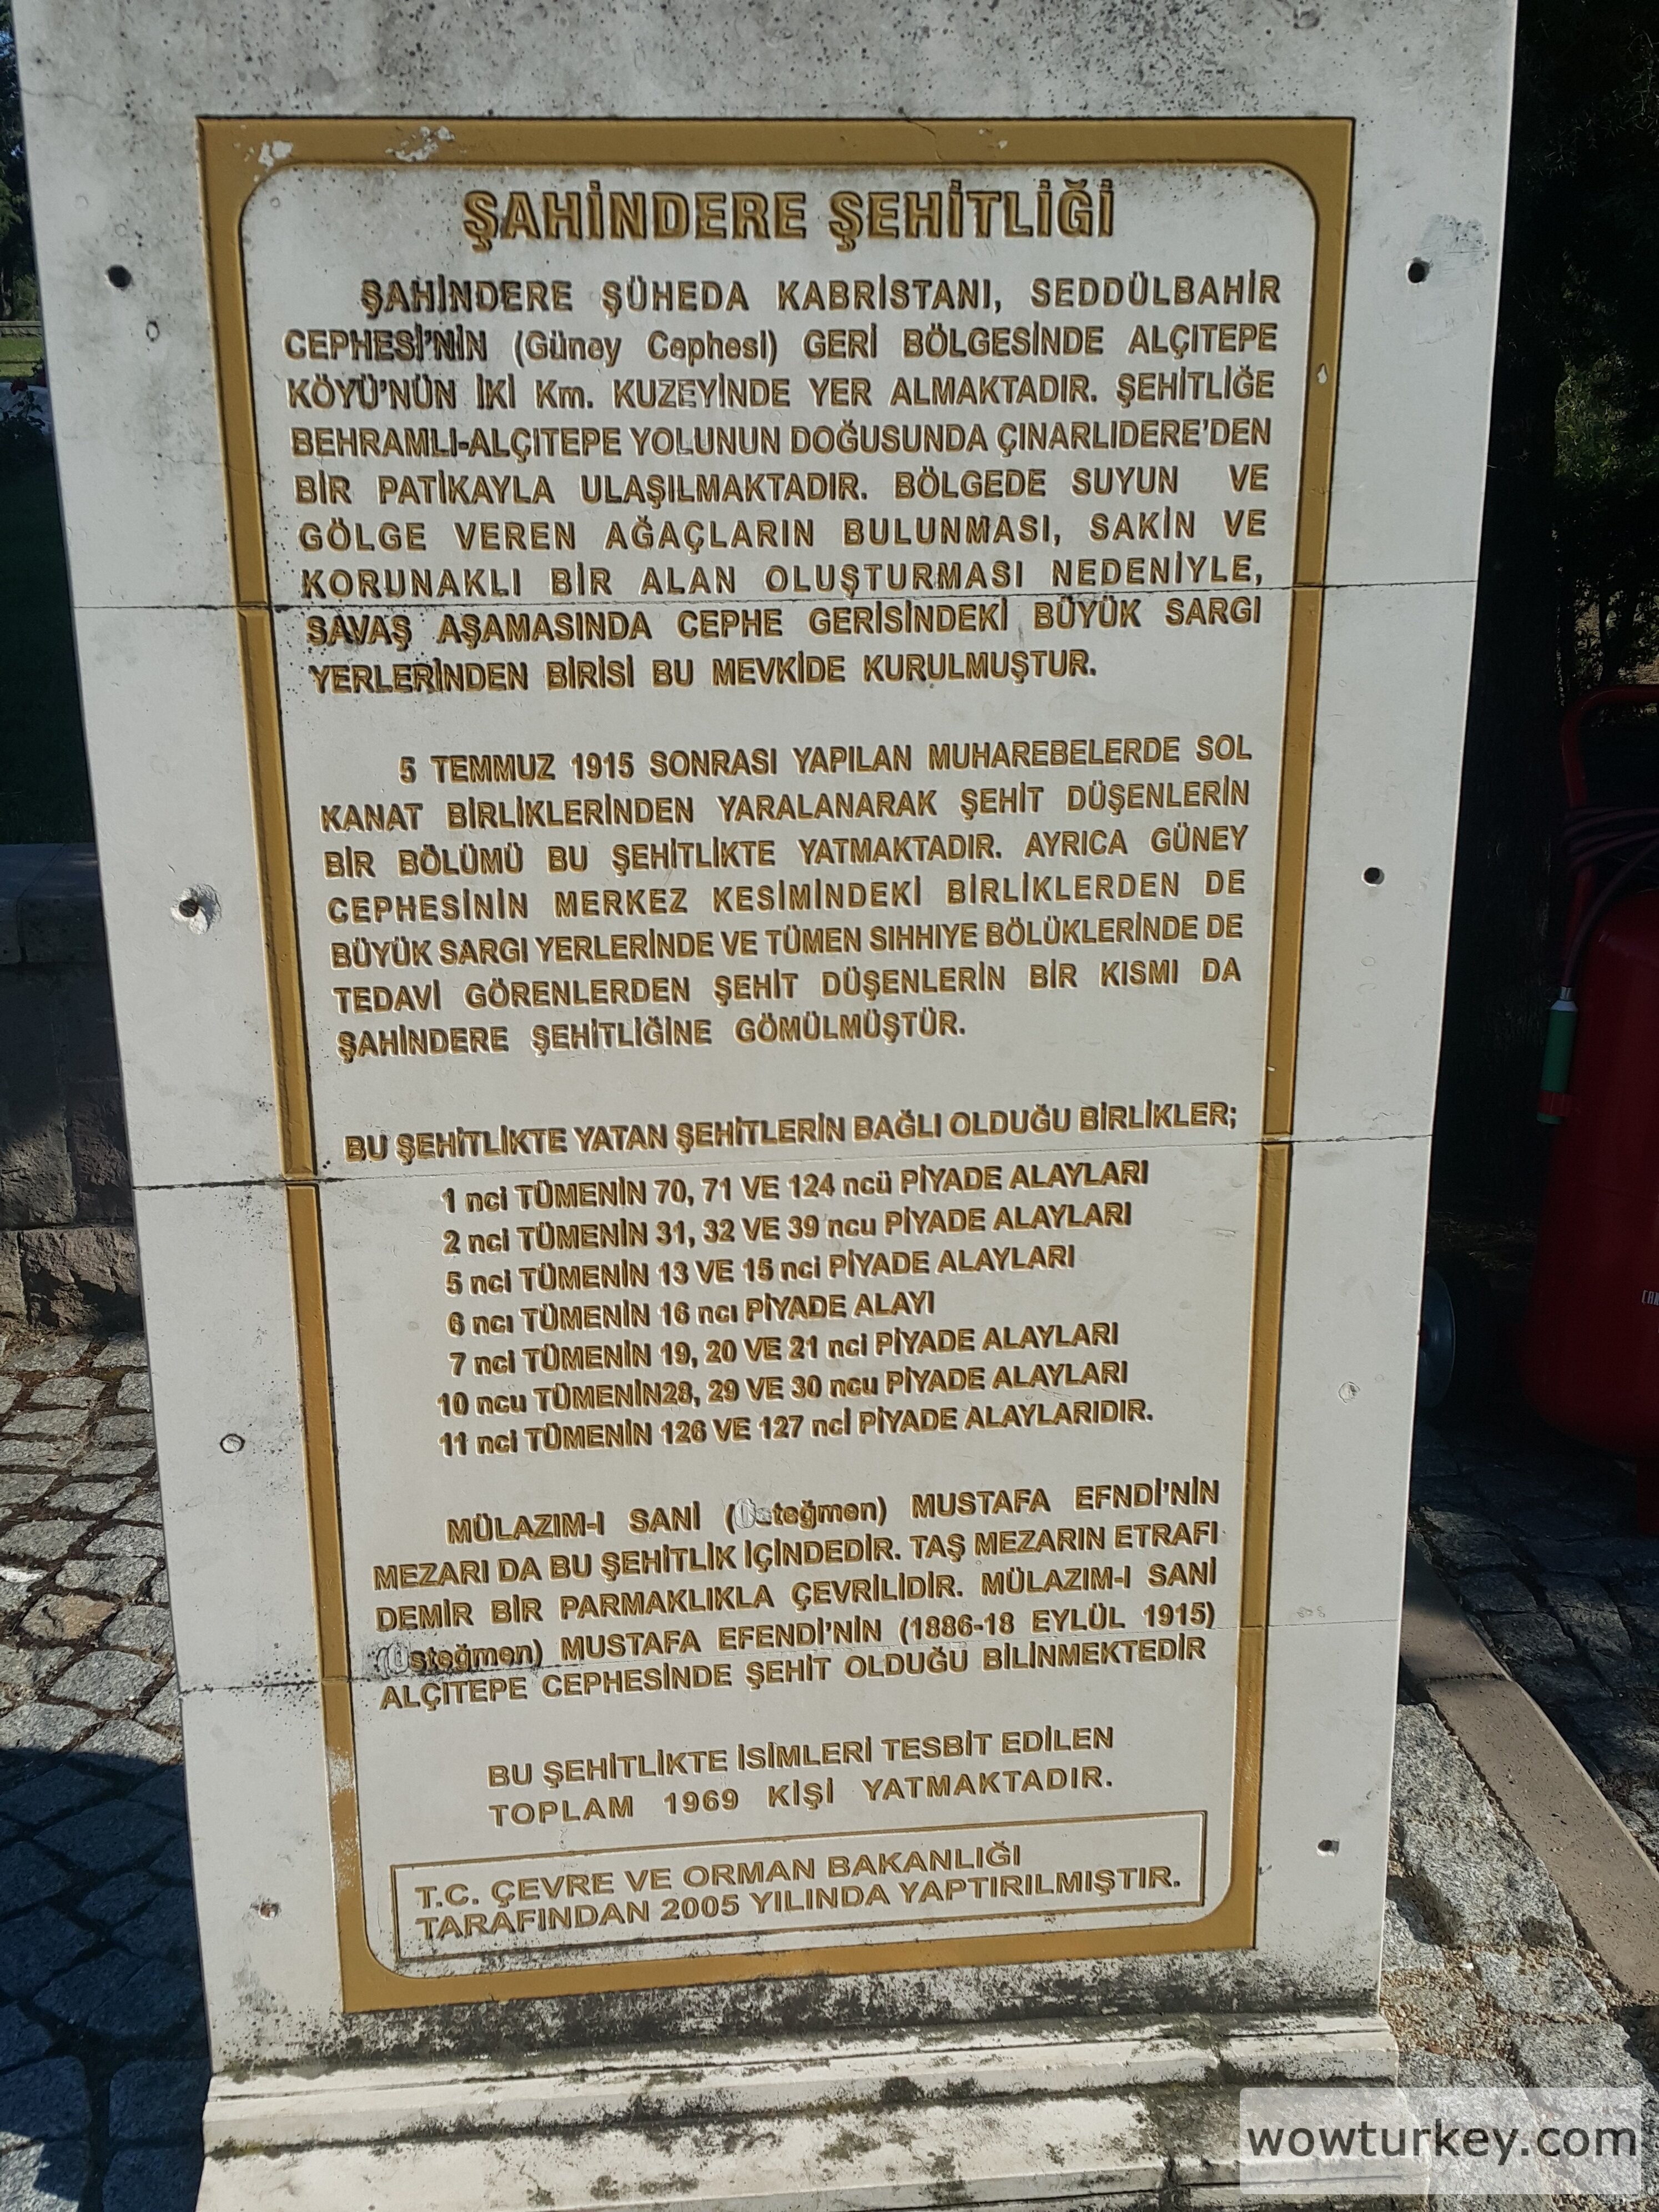 ŞAHİNDERE ŞEHİTLİĞİ
ŞAHİNDERE ŞÜHEDA KABRİSTANI, SEDDÜLBAHİR
CEPHESİ'NİN (Güney Cephesi) GERİ BÖLGESİNDE ALÇITEPE
KÖYÜ'NÜN İKİ Km. KUZEYİNDE YER ALMAKTADIR. ŞEHİTLİĞE
BEHRAMLI-ALÇITEPE YOLUNUN DOĞUSUNDA ÇINARLIDERE'DEN
BİR PATİKAYLA ULAŞILMAKTADIR. BÖLGEDE SUYUN VE
GÖLGE VEREN AĞAÇLARIN BULUNMASI, SAKİN VE
KORUNAKLI BİR ALAN OLUŞTURMASI NEDENİYLE,
SAVAŞ AŞAMASINDA CEPHE GERİSİNDEKİ BÜYÜK SARGI
YERLERİNDEN BİRİSİ BU MEVKİDE KURULMUŞTUR.
5 TEMMUZ 1915 SONRASI YAPILAN MUHAREBELERDE SOL
KANAT BİRLİKLERİNDEN YARALANARAK ŞEHİT DÜŞENLERİN
BİR BÖLÜMÜ BU ŞEHİTLİKTE YATMAKTADIR. AYRICA GÜNEY
CEPHESİNİN MERKEZ KESİMİNDEKİ BİRLİKLERDEN DE
BÜYÜK SARGI YERLERİNDE VE TÜMEN SIHHIYE BÖLÜKLERİNDE DE
TEDAVİ GÖRENLERDEN ŞEHİT DÜŞENLERİN BİR KISMI DA
ŞAHİNDERE ŞEHİTLİĞİNE GÖMÜLMÜŞTÜR.
BU ŞEHİTLİKTE YATAN ŞEHİTLERİN BAĞLI OLDUĞU BİRLİKLER;
1 nci TÜMENİN 70, 71 VE 124 ncü PİYADE ALAYLARI
2 nci TÜMENİN 31, 32 VE 39 ncu PİYADE ALAYLARI
5 nci TÜMENİN 13 VE 15 nci PİYADE ALAYLARI
6 ncı TÜMENİN 16 ncı PİYADE ALAYI
7 nci TÜMENİN 19, 20 VE 21 nci PİYADE ALAYLARI
10 ncu TÜMENİN28, 29 VE 30 ncu PİYADE ALAYLARI
11 nci TÜMENİN 126 VE 127 nci PİYADE ALAYLARIDIR.
MÜLAZIM-I SANİ (Üsteğmen) MUSTAFA EFNDİ'NİN
MEZARI DA BU ŞEHİTLİK İÇİNDEDİR. TAŞ MEZARIN ETRAFI
DEMİR BİR PARMAKLIKLA ÇEVRİLİDİR. MÜLAZIM-I SANİ
(Üsteğmen) MUSTAFA EFENDİ'NİN (1886-18 EYLÜL 1915)
ALÇITEPE CEPHESİNDE ŞEHİT OLDUĞU BİLİNMEKTEDİR
BU ŞEHİTLİKTE İSİMLERİ TESBİT EDİLEN
TOPLAM 1969 KİŞİ YATMAKTADIR.
T.C. ÇEVRE VE ORMAN BAKANLIĞI
TARAFINDAN 2005 YILINDA YAPTIRILMIŞTIR.
wowturkey.com